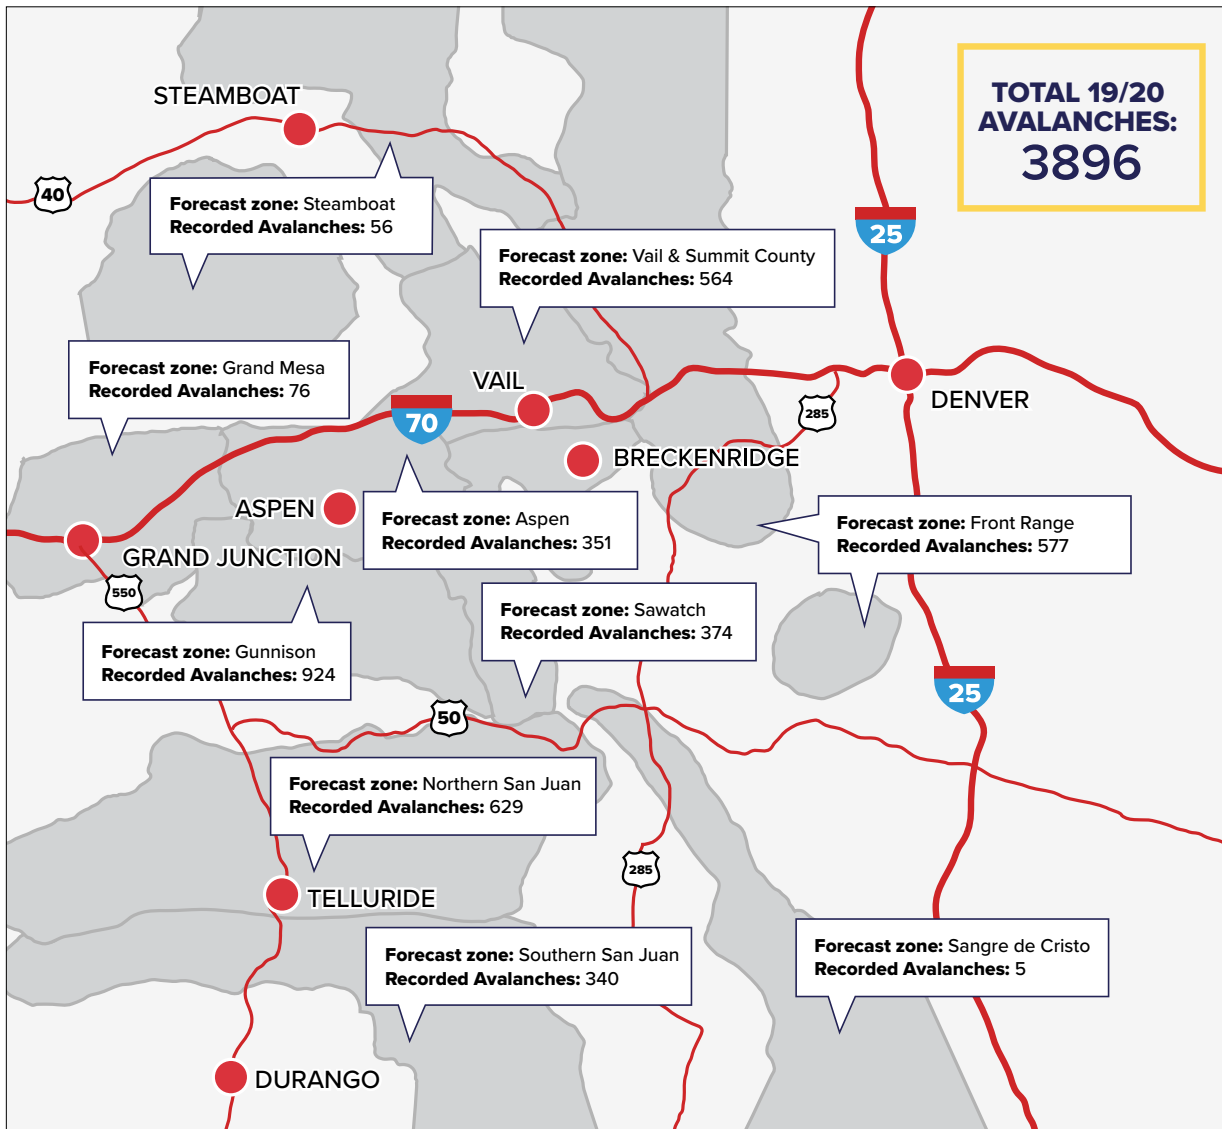 TOTAL 19/20
AVALANCHES:
3896
STEAMBOAT
40
Forecast zone: Steamboat
Recorded Avalanches: 56
25
Forecast zone: Vail & Summit County
Recorded Avalanches: 564
Forecast zone: Grand Mesa
Recorded Avalanches: 76
VAIL
70
285
DENVER
BRECKENRIDGE
ASPEN
Forecast zone: Aspen
Recorded Avalanches: 351
Forecast zone: Front Range
Recorded Avalanches: 577
GRAND JUNCTION
550
Forecast zone: Sawatch
Recorded Avalanches: 374
Forecast zone: Gunnison
Recorded Avalanches: 924
25
50
Forecast zone: Northern San Juan
Recorded Avalanches: 629
285
TELLURIDE
Forecast zone: Southern San Juan
Recorded Avalanches: 340
Forecast zone: Sangre de Cristo
Recorded Avalanches: 5
DURANGO